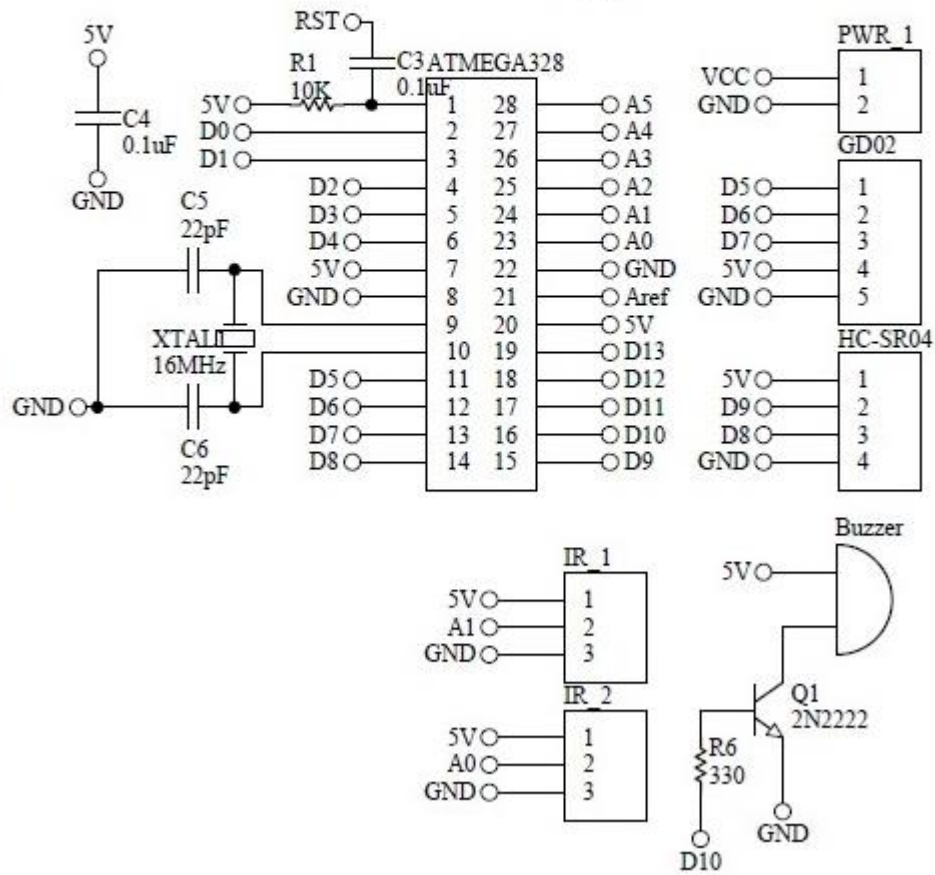 RST
5V
C4
0.1uF
GND
R1
10K
C3
0.1uF
ATMEGA328
5V
D0
D1
D2
D3
D4
5V
GND
D5
D6
D7
D8
1 28
2 27
3 26
4 25
5 24
6 23
7 22
8 21
9 20
10 19
11 18
12 17
13 16
14 15
A5
A4
A3
A2
A1
A0
GND
Aref
5V
D13
D12
D11
D10
D9
C5
22pF
XTAL1
16MHz
GND
C6
22pF
PWR_1
VCC 1
GND 2
GD02
D5 1
D6 2
D7 3
5V 4
GND 5
HC-SR04
5V 1
D9 2
D8 3
GND 4
IR_1
5V 1
A1 2
GND 3
IR_2
5V 1
A0 2
GND 3
Buzzer
5V
Q1
2N2222
R6
330
GND
D10